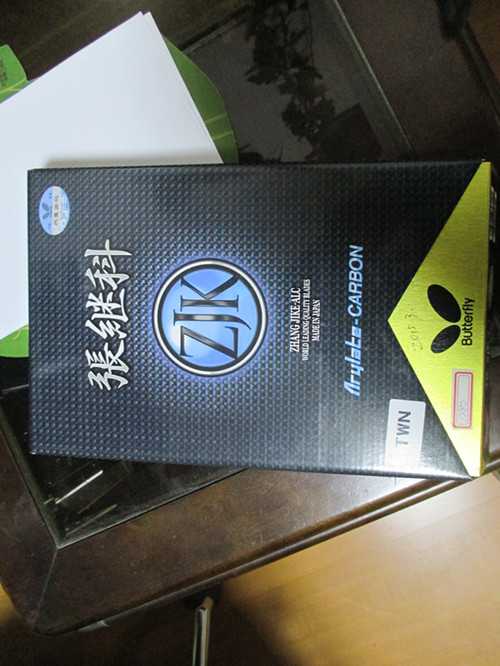 張継科
ZJK
ZHANG JIKE-ALC
WORLD LEADING QUALITY BLADES
MADE IN JAPAN
Arylate-CARBON
TWN
2015.3.
Butterfly